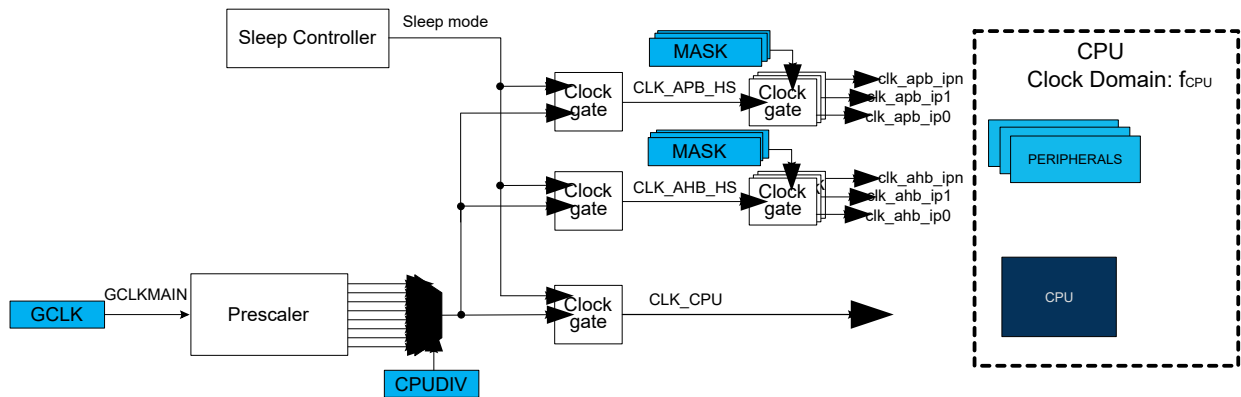 Sleep mode
Sleep Controller
MASK
Clock
gate
CLK_APB_HS
Clock
gate
clk_apb_ipn
clk_apb_ip1
clk_apb_ip0
MASK
Clock
gate
CLK_AHB_HS
Clock
gate
clk_ahb_ipn
clk_ahb_ip1
clk_ahb_ip0
GCLK
GCLKMAIN
Prescaler
CPUDIV
Clock
gate
CLK_CPU
CPU
Clock Domain: fCPU
PERIPHERALS
CPU